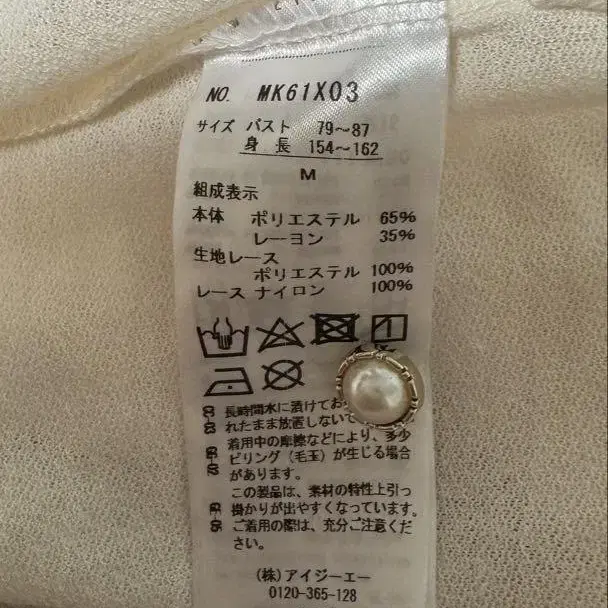 NO. MK61X03
サイズ バスト 79～87
身長 154～162
M
組成表示
本体 ポリエステル 65%
レーヨン 35%
生地レース
ポリエステル 100%
レース ナイロン 100%
長時間水に漬けてお
れたまま放置しないで
着用中の摩擦などにより、多少
ピリング（毛玉）が生じる場合
があります。
この製品は、素材の特性上引っ
掛かりが出やすくなっています。
ご着用の際は、充分ご注意くだ
さい。
(株)アイジーエー
0120-365-128